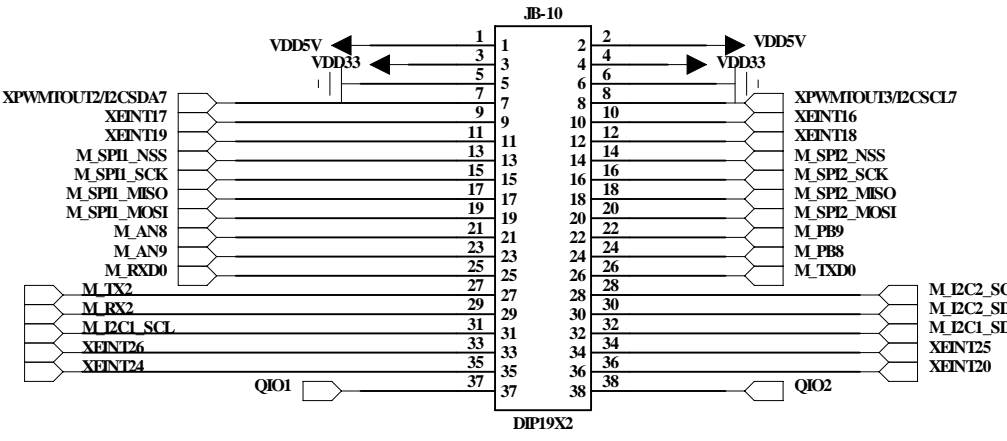 JB-10
VDD5V 1 1 2 2 VDD5V
VDD33 3 3 4 4 VDD33
5 5 6 6
XPWMTOUT2/I2CSDA7 7 7 8 8 XPWMTOUT3/I2CSCL7
XEINT17 9 9 10 10 XEINT16
XEINT19 11 11 12 12 XEINT18
M_SPI1_NSS 13 13 14 14 M_SPI2_NSS
M_SPI1_SCK 15 15 16 16 M_SPI2_SCK
M_SPI1_MISO 17 17 18 18 M_SPI2_MISO
M_SPI1_MOSI 19 19 20 20 M_SPI2_MOSI
M_AN8 21 21 22 22 M_PB9
M_AN9 23 23 24 24 M_PB8
M_RXD0 25 25 26 26 M_TXD0
M_TX2 27 27 28 28
M_RX2 29 29 30 30
M_I2C1_SCL 31 31 32 32
XEINT26 33 33 34 34 XEINT25
XEINT24 35 35 36 36 XEINT20
QIO1 37 37 38 38 QIO2
DIP19X2